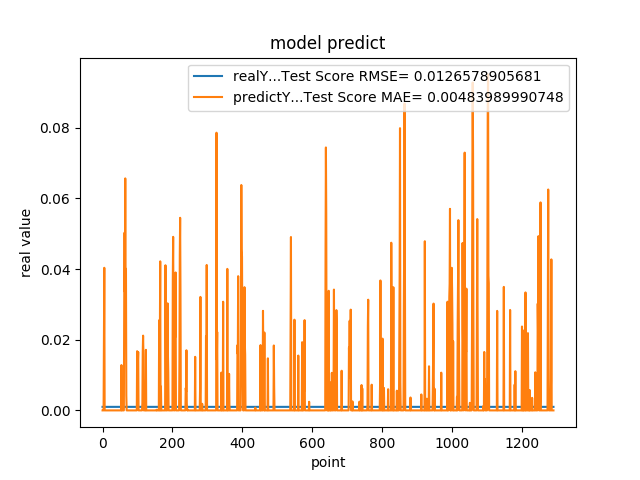 model predict
realY...Test Score RMSE= 0.0126578905681
predictY...Test Score MAE= 0.00483989990748
0.08
0.06
0.04
0.02
0.00
real value
0 200 400 600 800 1000 1200
point